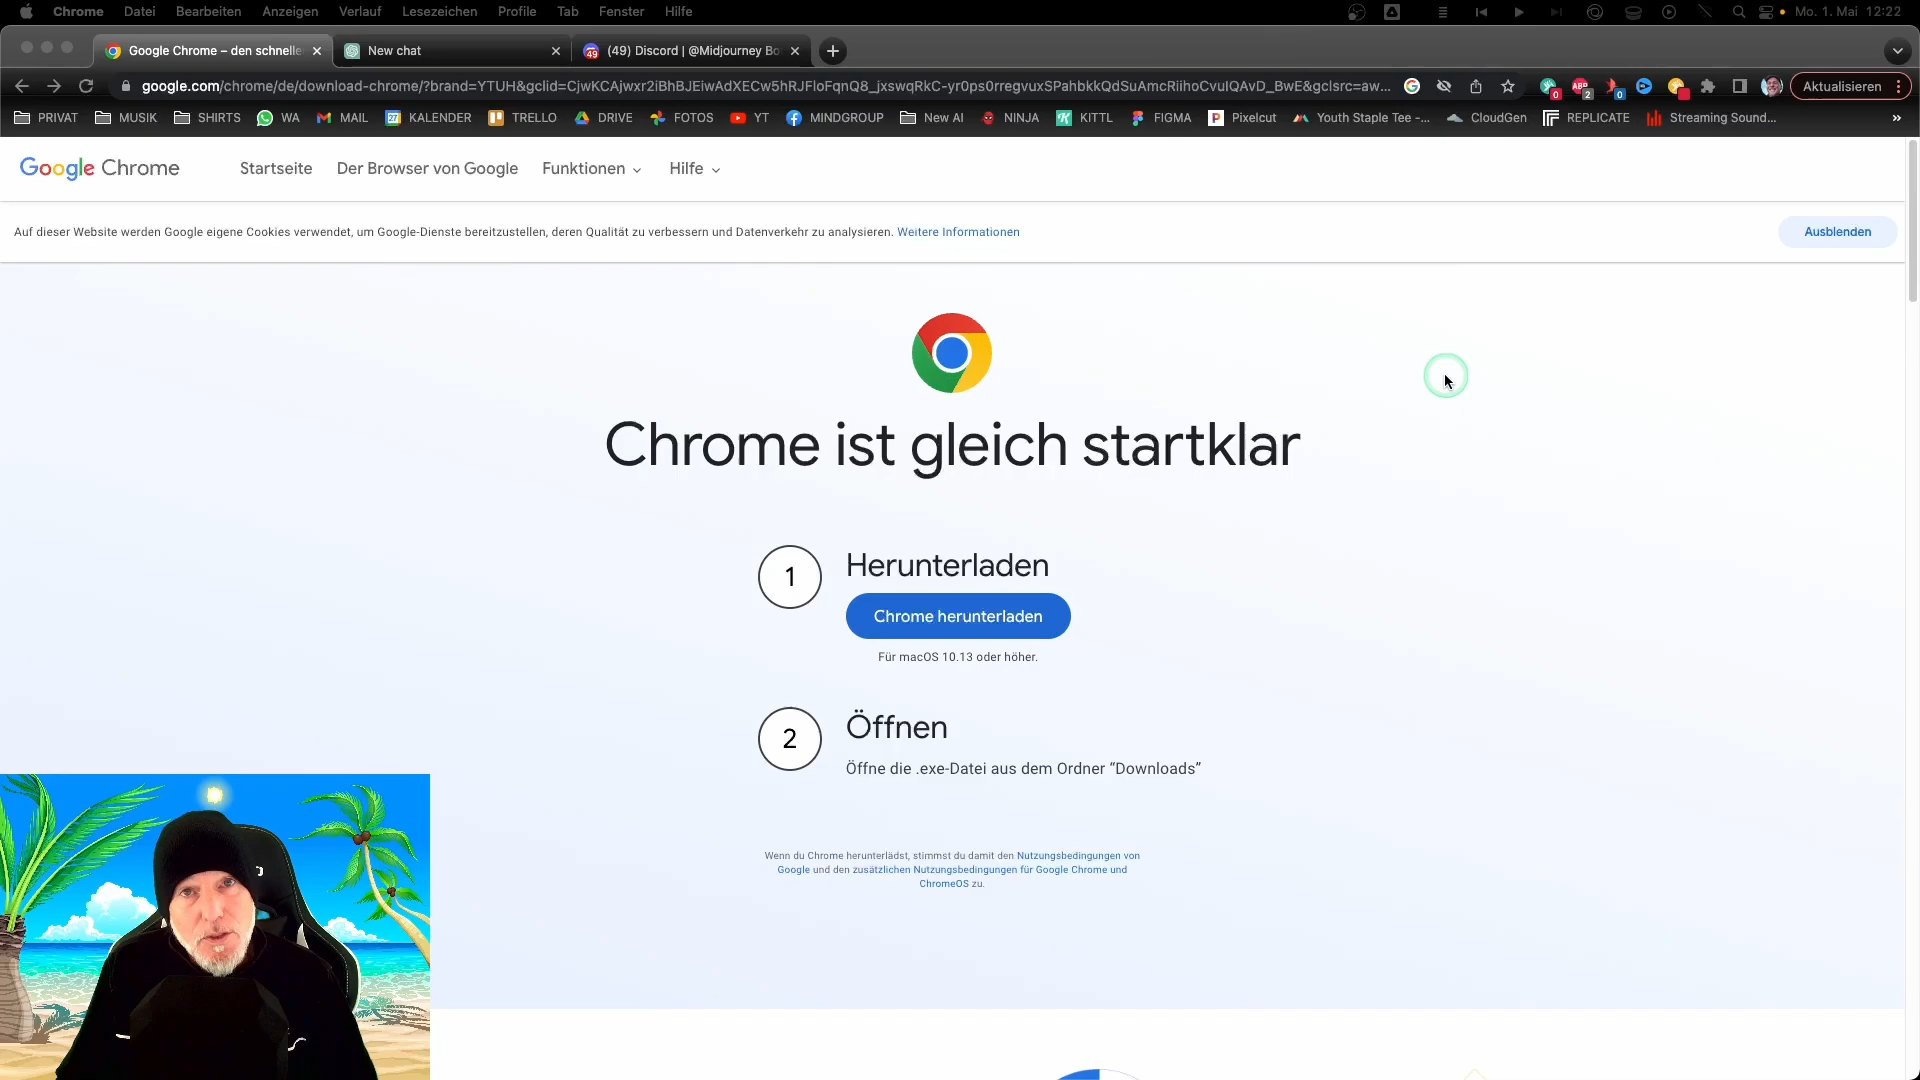 Chrome Datei Bearbeiten Anzeigen Verlauf Lesezeichen Profile Tab Fenster Hilfe Mo. 1. Mai 12:22
Google Chrome – den schnelle New chat (49) Discord | @Midjourney Bo
google.com/chrome/de/download-chrome/?brand=YTUH&gclid=CjwKCAjwxr2iBhBJEiwAdXECw5hRJFloFqnQ8_jxswqRkC-yr0ps0rregvuxSPahbkkQdSuAmcRiihoCvuIQAvD_BwE&gclsrc=aw... Aktualisieren
PRIVAT MUSIK SHIRTS WA MAIL KALENDER TRELLO DRIVE FOTOS YT MINDGROUP New AI NINJA KITTL FIGMA Pixelcut Youth Staple Tee -... CloudGen REPLICATE Streaming Sound... »
Google Chrome Startseite Der Browser von Google Funktionen Hilfe
Auf dieser Website werden Google eigene Cookies verwendet, um Google-Dienste bereitzustellen, deren Qualität zu verbessern und Datenverkehr zu analysieren. Weitere Informationen Ausblenden
Chrome ist gleich startklar
1 Herunterladen
Chrome herunterladen
Für macOS 10.13 oder höher.
2 Öffnen
Öffne die .exe-Datei aus dem Ordner “Downloads”
Wenn du Chrome herunterlädst, stimmst du damit den Nutzungsbedingungen von
Google und den zusätzlichen Nutzungsbedingungen für Google Chrome und
ChromeOS zu.